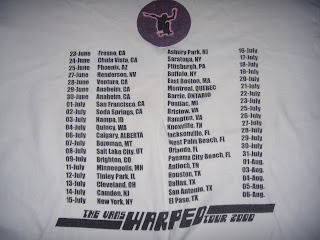 23-June Fresno, CA
24-June Chula Vista, CA
25-June Phoenix, AZ
27-June Henderson, NV
28-June Ventura, CA
29-June Anaheim, CA
30-June Anaheim, CA
01-July San Francisco, CA
02-July Soda Springs, CA
03-July Nampa, ID
04-July Quincy, WA
06-July Calgary, ALBERTA
07-July Bozeman, MT
08-July Salt Lake City, UT
09-July Brighton, CO
11-July Minneapolis, MN
12-July Tinley Park, IL
13-July Cleveland, OH
14-July Camden, NJ
15-July New York, NY
Asbury Park, NJ 16-July
Saratoga, NY 17-July
Pittsburgh, PA 18-July
Buffalo, NY 19-July
East Boston, MA 20-July
Montreal, QUEBEC 21-July
Barrie, ONTARIO 22-July
Pontiac, MI 23-July
Bristow, VA 25-July
Hampton, VA 26-July
Knoxville, TN 27-July
Jacksonville, FL 28-July
West Palm Beach, FL 29-July
Orlando, FL 30-July
Panama City Beach, FL 31-July
Antioch, TN 01-Aug.
Houston, TX 03-Aug.
Dallas, TX 04-Aug.
San Antonio, TX 05-Aug.
El Paso, TX 06-Aug.
THE VANS WARPED TOUR 2000